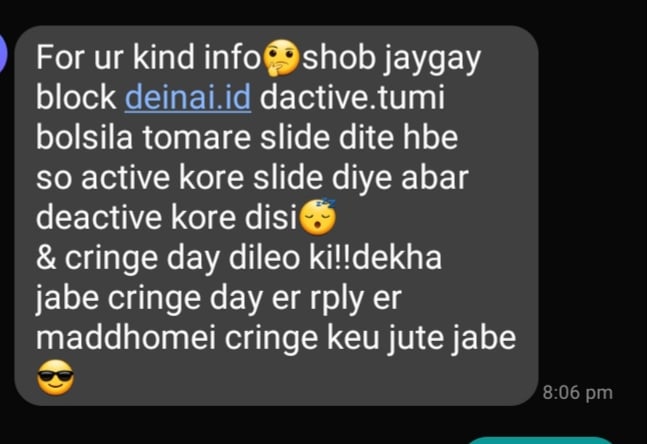 For ur kind info🤔shob jaygay
block deinai.id dactive.tumi
bolsila tomare slide dite hbe
so active kore slide diye abar
deactive kore disi😴
& cringe day dileo ki!!dekha
jabe cringe day er rply er
maddhomei cringe keu jute jabe
😎
8:06 pm